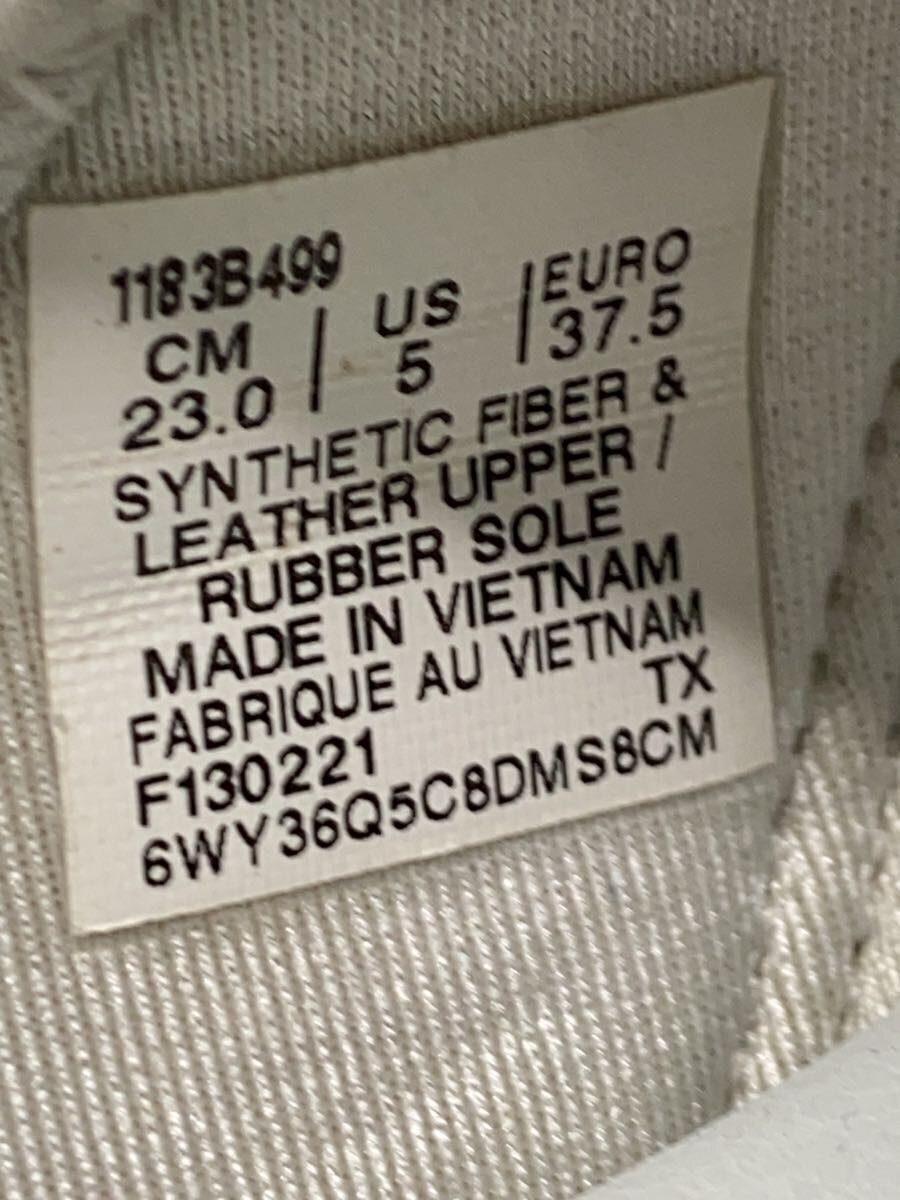 1183B499
CM | US | EURO
23.0 | 5 | 37.5
SYNTHETIC FIBER &
LEATHER UPPER /
RUBBER SOLE
MADE IN VIETNAM
FABRIQUE AU VIETNAM
F130221 TX
6WY36Q5C8DMS8CM